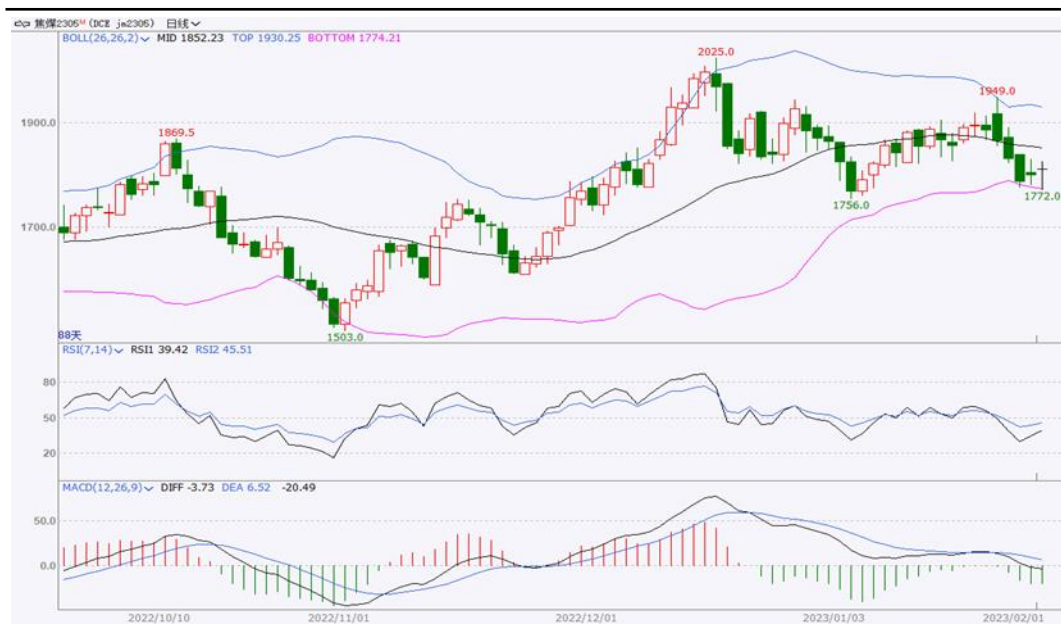 焦煤2305M (DCE jm2305) 日线
BOLL(26,26,2) MID 1852.23 TOP 1930.25 BOTTOM 1774.21
2025.0
1949.0
1900.0
1869.5
1756.0
1772.0
1700.0
1503.0
88天
RSI(7,14) RSI1 39.42 RSI2 45.51
80
50
20
MACD(12,26,9) DIFF -3.73 DEA 6.52 -20.49
50.0
0.0
2022/10/10 2022/11/01 2022/12/01 2023/01/03 2023/02/01